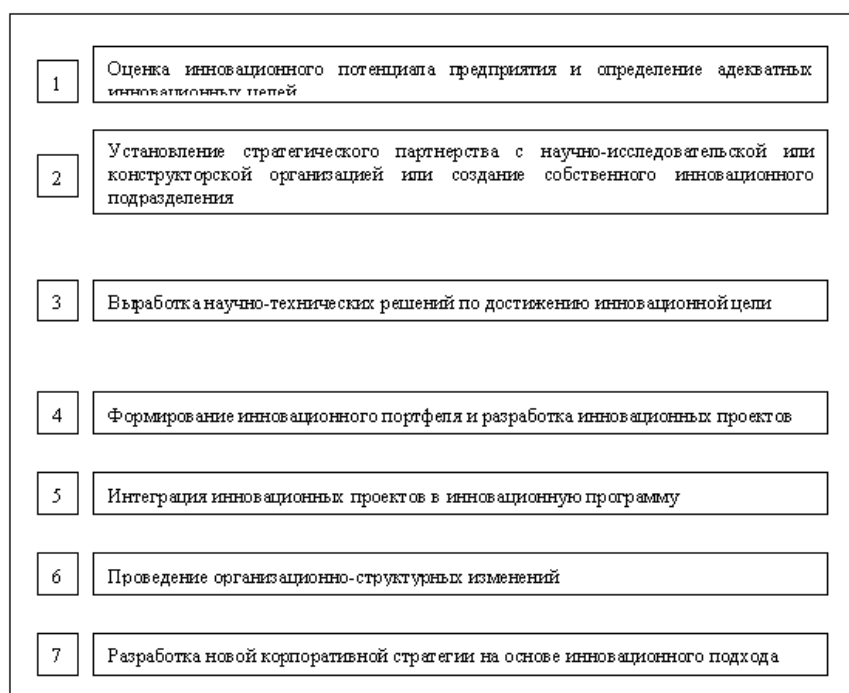 1
Оценка инновационного потенциала предприятия и определение адекватных
инновационных целей
2
Установление стратегического партнерства с научно-исследовательской или
конструкторской организацией или создание собственного инновационного
подразделения
3
Выработка научно-технических решений по достижению инновационной цели
4
Формирование инновационного портфеля и разработка инновационных проектов
5
Интеграция инновационных проектов в инновационную программу
6
Проведение организационно-структурных изменений
7
Разработка новой корпоративной стратегии на основе инновационного подхода